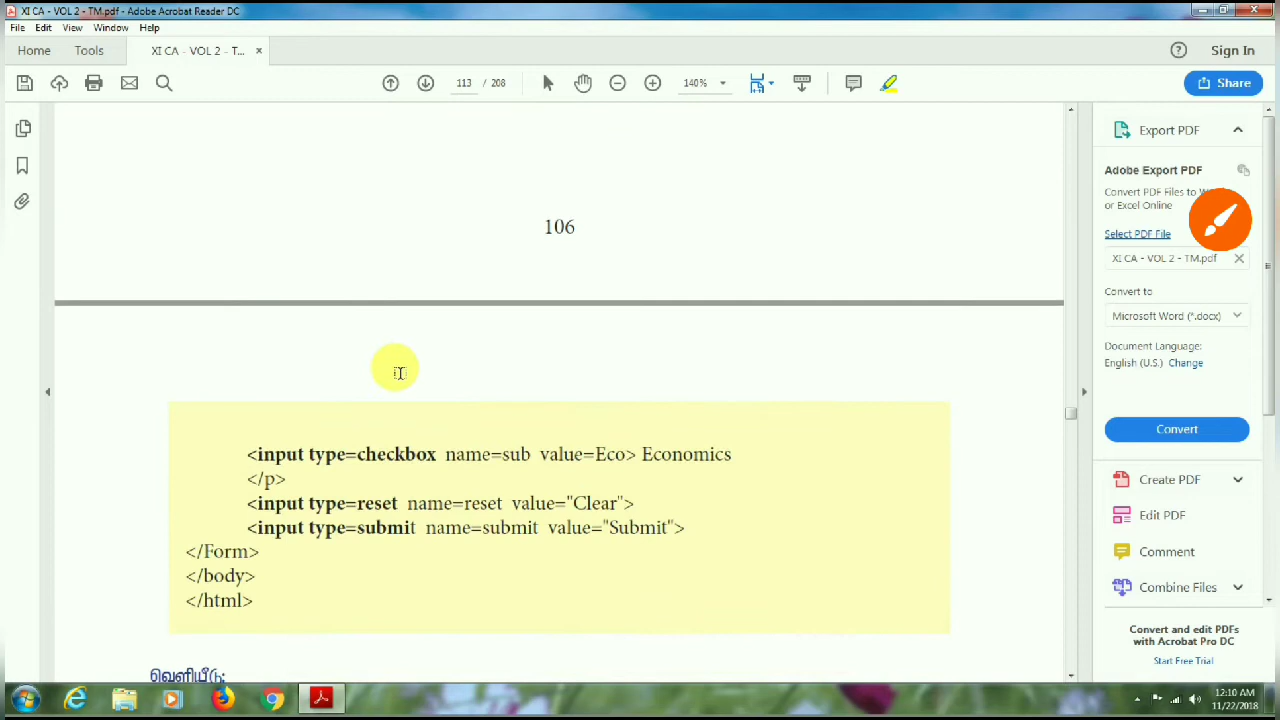 XI CA - VOL 2 - TM.pdf - Adobe Acrobat Reader DC
File Edit View Window Help
Home Tools XI CA - VOL 2 - T... × Sign In
113 / 208 140% Share
106
<input type=checkbox name=sub value=Eco> Economics
</p>
<input type=reset name=reset value="Clear">
<input type=submit name=submit value="Submit">
</Form>
</body>
</html>
வெளியீடு:
Export PDF
Adobe Export PDF
Convert PDF Files to
or Excel Online
Select PDF File
XI CA - VOL 2 - TM.pdf
Convert to
Microsoft Word (*.docx)
Document Language:
English (U.S.) Change
Convert
Create PDF
Edit PDF
Comment
Combine Files
Convert and edit PDFs
with Acrobat Pro DC
Start Free Trial
12:10 AM
11/22/2018